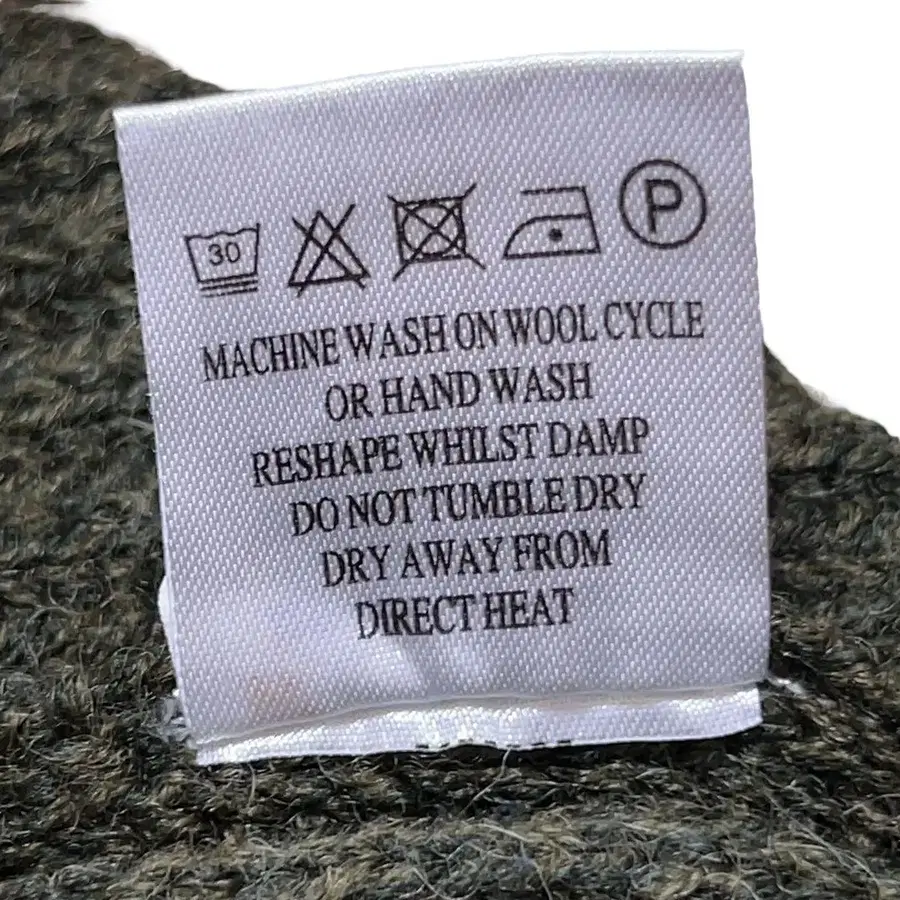 30
P
MACHINE WASH ON WOOL CYCLE
OR HAND WASH
RESHAPE WHILST DAMP
DO NOT TUMBLE DRY
DRY AWAY FROM
DIRECT HEAT